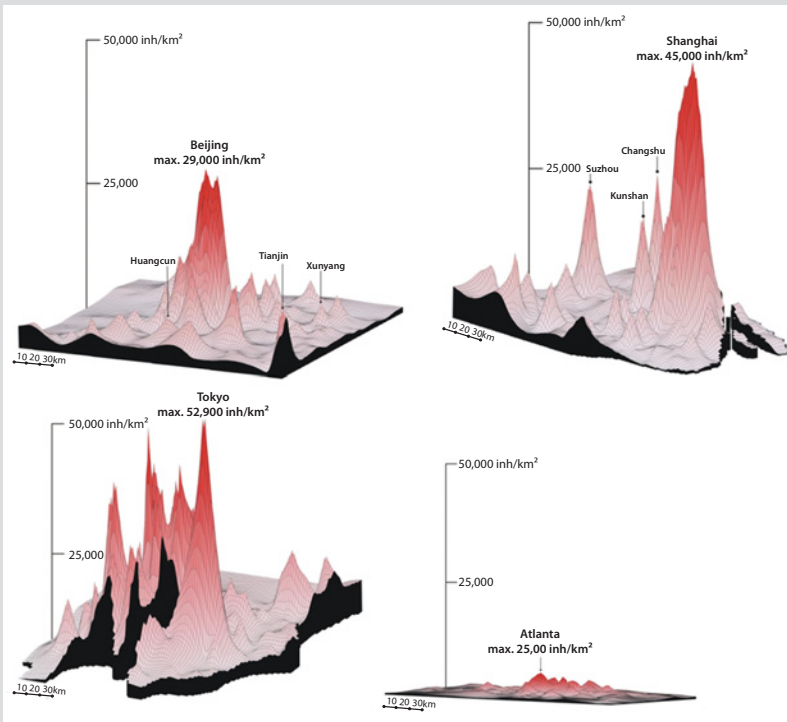 50,000 inh/km²
Beijing
max. 29,000 inh/km²
25,000
Huangcun
Tianjin
Xunyang
10 20 30km
50,000 inh/km²
Shanghai
max. 45,000 inh/km²
Changshu
25,000
Suzhou
Kunshan
10 20 30km
Tokyo
max. 52,900 inh/km²
50,000 inh/km²
25,000
10 20 30km
50,000 inh/km²
25,000
Atlanta
max. 25,00 inh/km²
10 20 30km